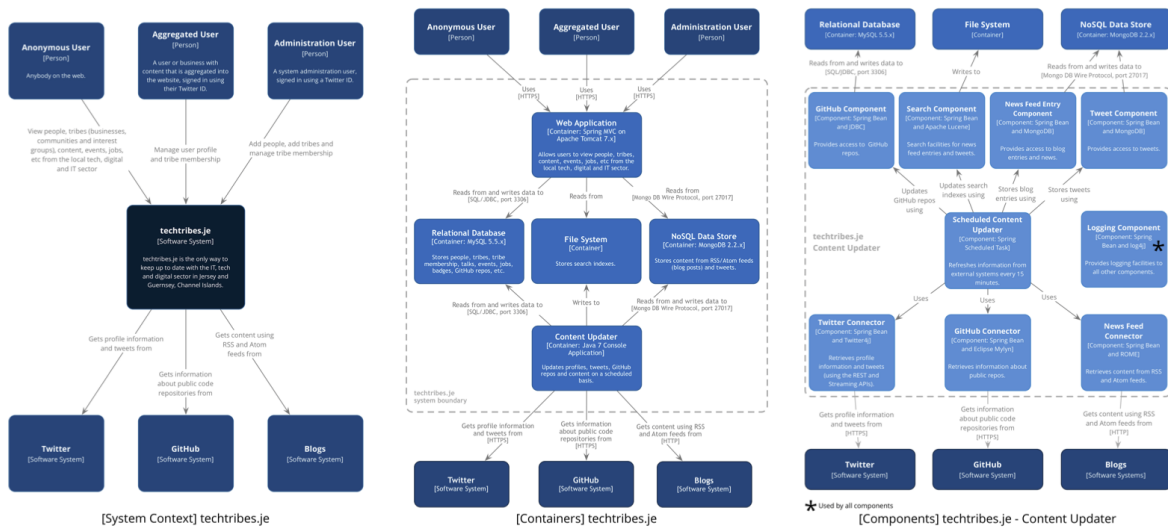 Anonymous User
[Person]
Anybody on the web.
Aggregated User
[Person]
A user or business with
content that is aggregated into
the website, signed in using
their Twitter ID.
Administration User
[Person]
A system administration user,
signed in using a Twitter ID.
View people, tribes (businesses,
communities and interest
groups), content, events, jobs,
etc from the local tech, digital
and IT sector
Manage user profile
and tribe membership
Add people, add tribes and
manage tribe membership
techtribes.je
[Software System]
techtribes.je is the only way to
keep up to date with the IT, tech
and digital sector in Jersey and
Guernsey, Channel Islands.
Gets profile information
and tweets from
Gets information
about public code
repositories from
Gets content using
RSS and Atom
feeds from
Twitter
[Software System]
GitHub
[Software System]
Blogs
[Software System]
[System Context] techtribes.je
Anonymous User
[Person]
Aggregated User
[Person]
Administration User
[Person]
Uses
[HTTPS]
Uses
[HTTPS]
Uses
[HTTPS]
Web Application
[Container: Spring MVC on
Apache Tomcat 7.x]
Allows users to view people, tribes,
content, events, jobs, etc from the
local tech, digital and IT sector.
Reads from and writes data to
[SQL/JDBC, port 3306]
Reads from
Reads from
[Mongo DB Wire Protocol, port 27017]
Relational Database
[Container: MySQL 5.5.x]
Stores people, tribes, tribe
membership, talks, events, jobs,
badges, GitHub repos, etc.
File System
[Container]
Stores search indexes.
NoSQL Data Store
[Container: MongoDB 2.2.x]
Stores content from RSS/Atom feeds
(blog posts) and tweets.
Reads from and writes data to
[SQL/JDBC, port 3306]
Writes to
Reads from and writes data to
[Mongo DB Wire Protocol, port 27017]
Content Updater
[Container: Java 7 Console
Application]
Updates profiles, tweets, GitHub
repos and content on a scheduled
basis.
techtribes.je
system boundary
Gets profile information
and tweets from
[HTTPS]
Gets information
about public code
repositories from
[HTTPS]
Gets content using RSS
and Atom feeds from
[HTTP]
Twitter
[Software System]
GitHub
[Software System]
Blogs
[Software System]
[Containers] techtribes.je
Relational Database
[Container: MySQL 5.5.x]
File System
[Container]
NoSQL Data Store
[Container: MongoDB 2.2.x]
Reads from and writes data to
[SQL/JDBC, port 3306]
Writes to
Reads from and writes data to
[Mongo DB Wire Protocol, port 27017]
GitHub Component
[Component: Spring Bean
and JDBC]
Provides access to GitHub
repos.
Search Component
[Component: Spring Bean
and Apache Lucene]
Search facilities for news
feed entries and tweets.
News Feed Entry
Component
[Component: Spring Bean
and MongoDB]
Provides access to blog
entries and news.
Tweet Component
[Component: Spring Bean
and MongoDB]
Provides access to tweets.
Updates
GitHub repos
using
Updates search
indexes using
Stores blog
entries using
Stores tweets
using
techtribes.je
Content Updater
Scheduled Content
Updater
[Component: Spring
Scheduled Task]
Refreshes information from
external systems every 15
minutes.
Logging Component
[Component: Spring
Bean and log4j]
Provides logging facilities to
all other components.
Uses
Uses
Uses
Twitter Connector
[Component: Spring Bean
and Twitter4j]
Retrieves profile
information and tweets
(using the REST and
Streaming APIs).
GitHub Connector
[Component: Spring Bean
and Eclipse Mylyn]
Retrieves information about
public repos.
News Feed
Connector
[Component: Spring Bean
and ROME]
Retrieves content from RSS
and Atom feeds.
Gets profile information
and tweets from
[HTTPS]
Gets information
about public code
repositories from
[HTTPS]
Gets content using RSS
and Atom feeds from
[HTTP]
Twitter
[Software System]
GitHub
[Software System]
Blogs
[Software Systems]
* Used by all components
[Components] techtribes.je - Content Updater